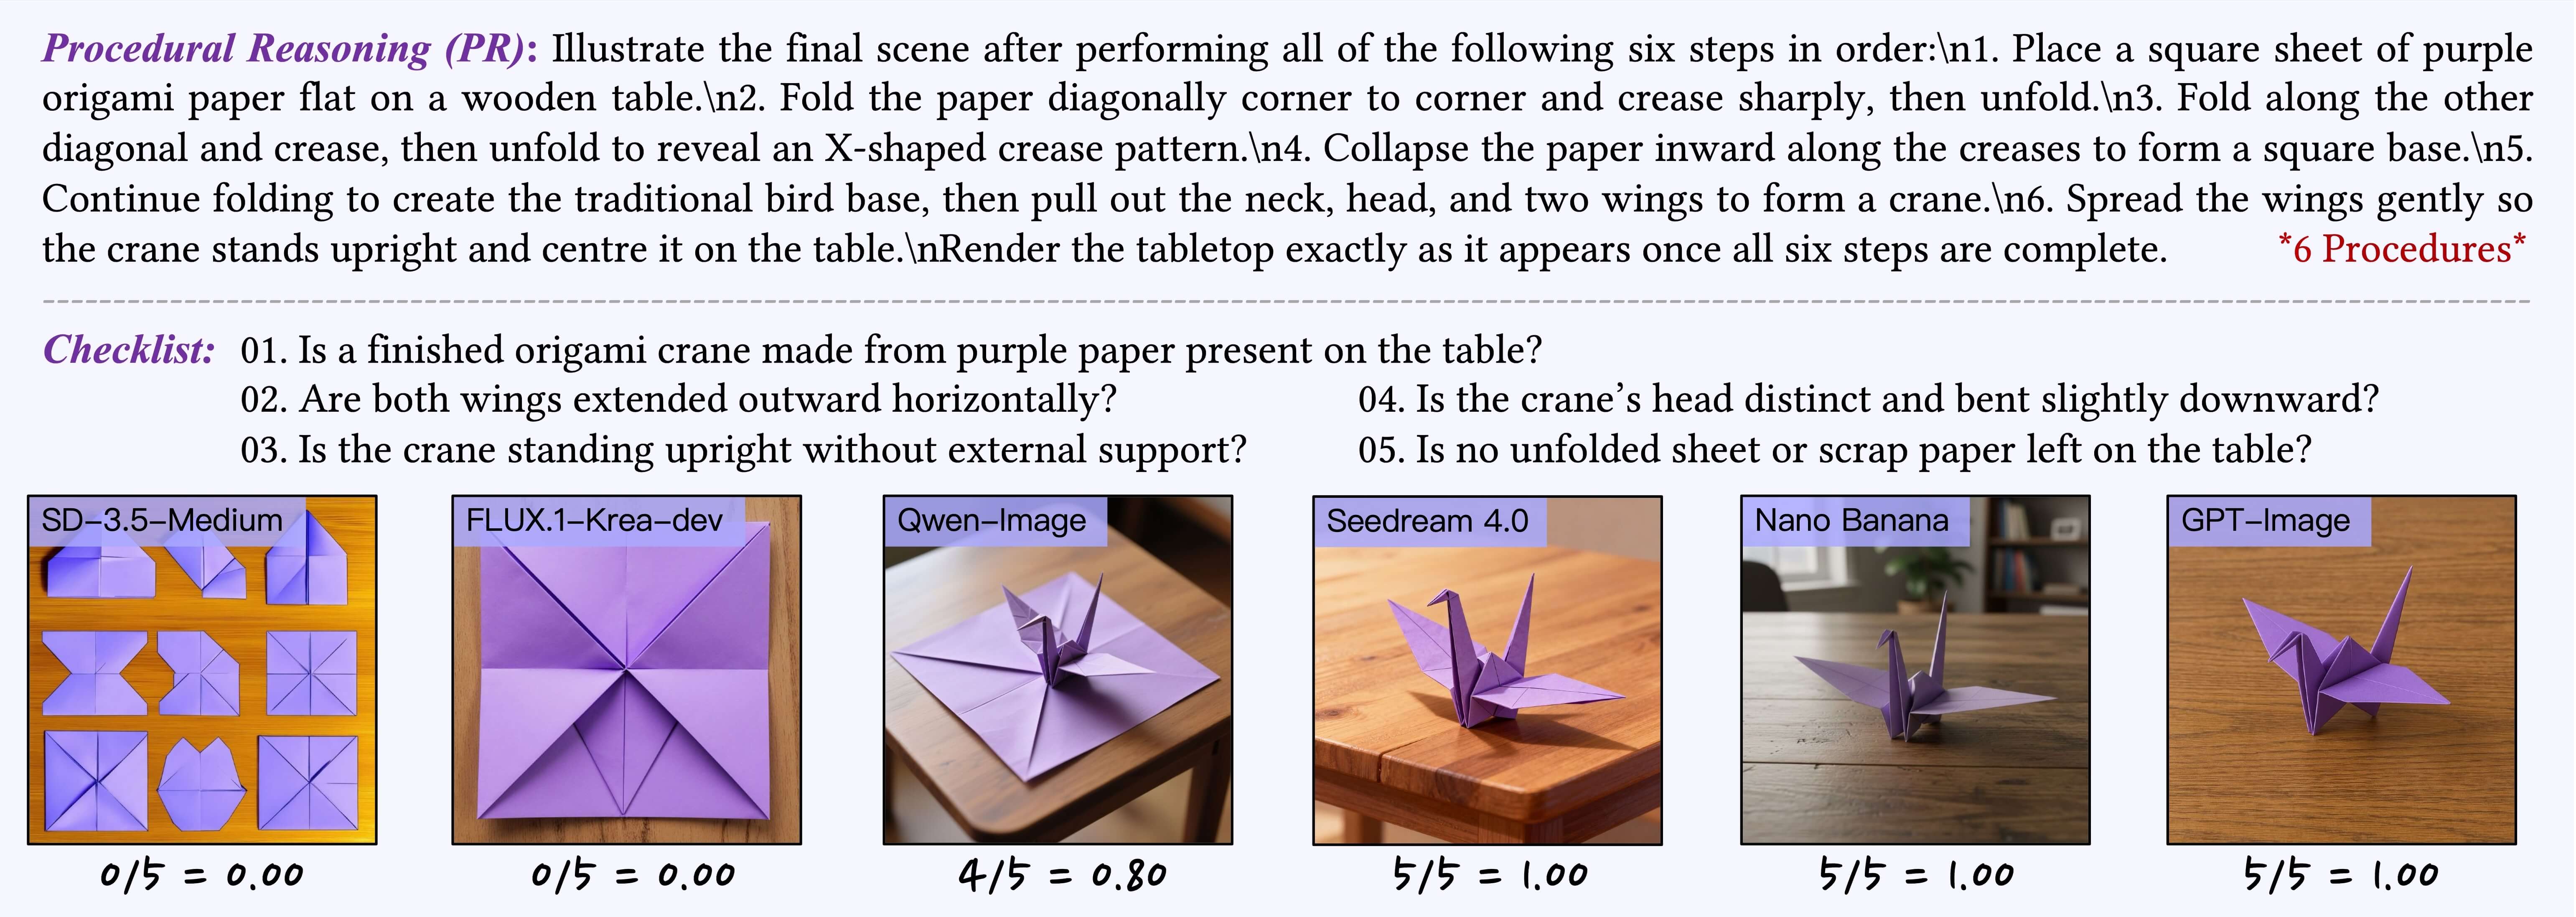 Procedural Reasoning (PR): Illustrate the final scene after performing all of the following six steps in order:\n1. Place a square sheet of purple
origami paper flat on a wooden table.\n2. Fold the paper diagonally corner to corner and crease sharply, then unfold.\n3. Fold along the other
diagonal and crease, then unfold to reveal an X-shaped crease pattern.\n4. Collapse the paper inward along the creases to form a square base.\n5.
Continue folding to create the traditional bird base, then pull out the neck, head, and two wings to form a crane.\n6. Spread the wings gently so
the crane stands upright and centre it on the table.\nRender the tabletop exactly as it appears once all six steps are complete. *6 Procedures*
Checklist: 01. Is a finished origami crane made from purple paper present on the table?
02. Are both wings extended outward horizontally?
03. Is the crane standing upright without external support?
04. Is the crane's head distinct and bent slightly downward?
05. Is no unfolded sheet or scrap paper left on the table?
SD-3.5-Medium
FLUX.1-Krea-dev
Qwen-Image
Seedream 4.0
Nano Banana
GPT-Image
0/5 = 0.00
0/5 = 0.00
4/5 = 0.80
5/5 = 1.00
5/5 = 1.00
5/5 = 1.00